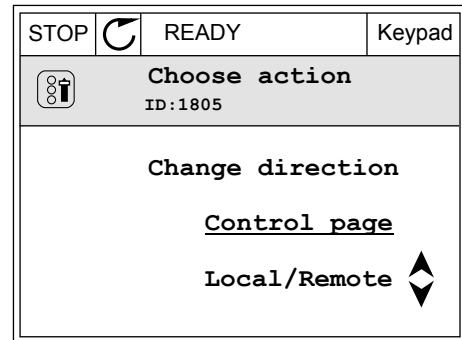 STOP READY Keypad
Choose action
ID:1805
Change direction
Control page
Local/Remote